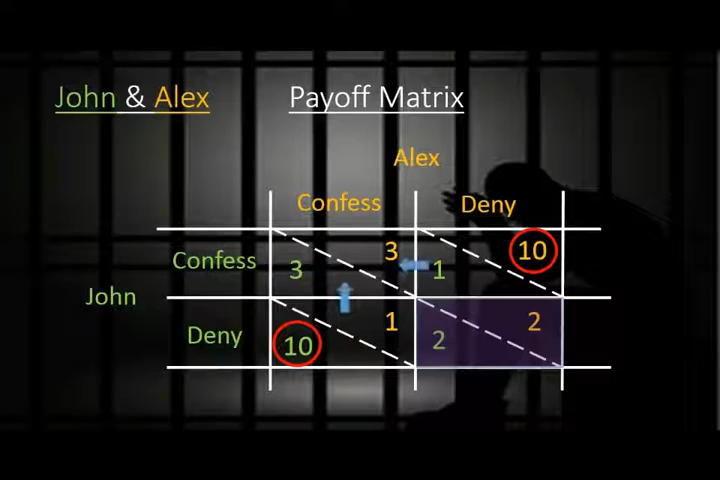 John & Alex Payoff Matrix
Alex
Confess Deny
Confess 3 3 1 10
John
Deny 10 1 2 2